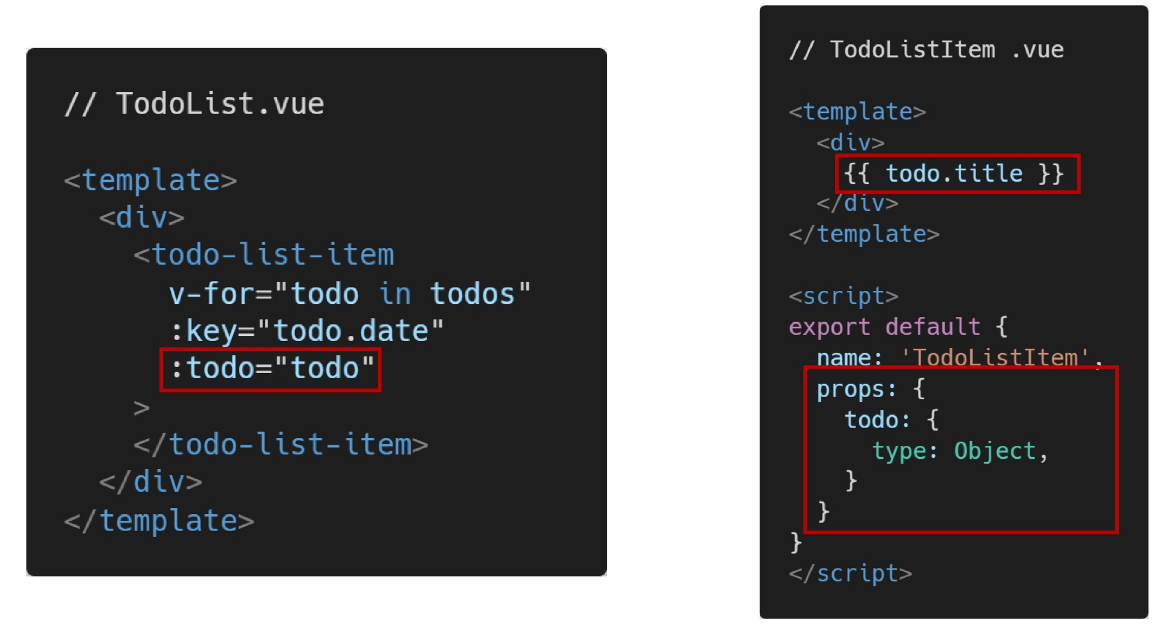 // TodoList.vue
<template>
  <div>
    <todo-list-item
      v-for="todo in todos"
      :key="todo.date"
      :todo="todo"
    >
    </todo-list-item>
  </div>
</template>
// TodoListItem .vue
<template>
  <div>
    {{ todo.title }}
  </div>
</template>
<script>
export default {
  name: 'TodoListItem',
  props: {
    todo: {
      type: Object,
    }
  }
}
</script>